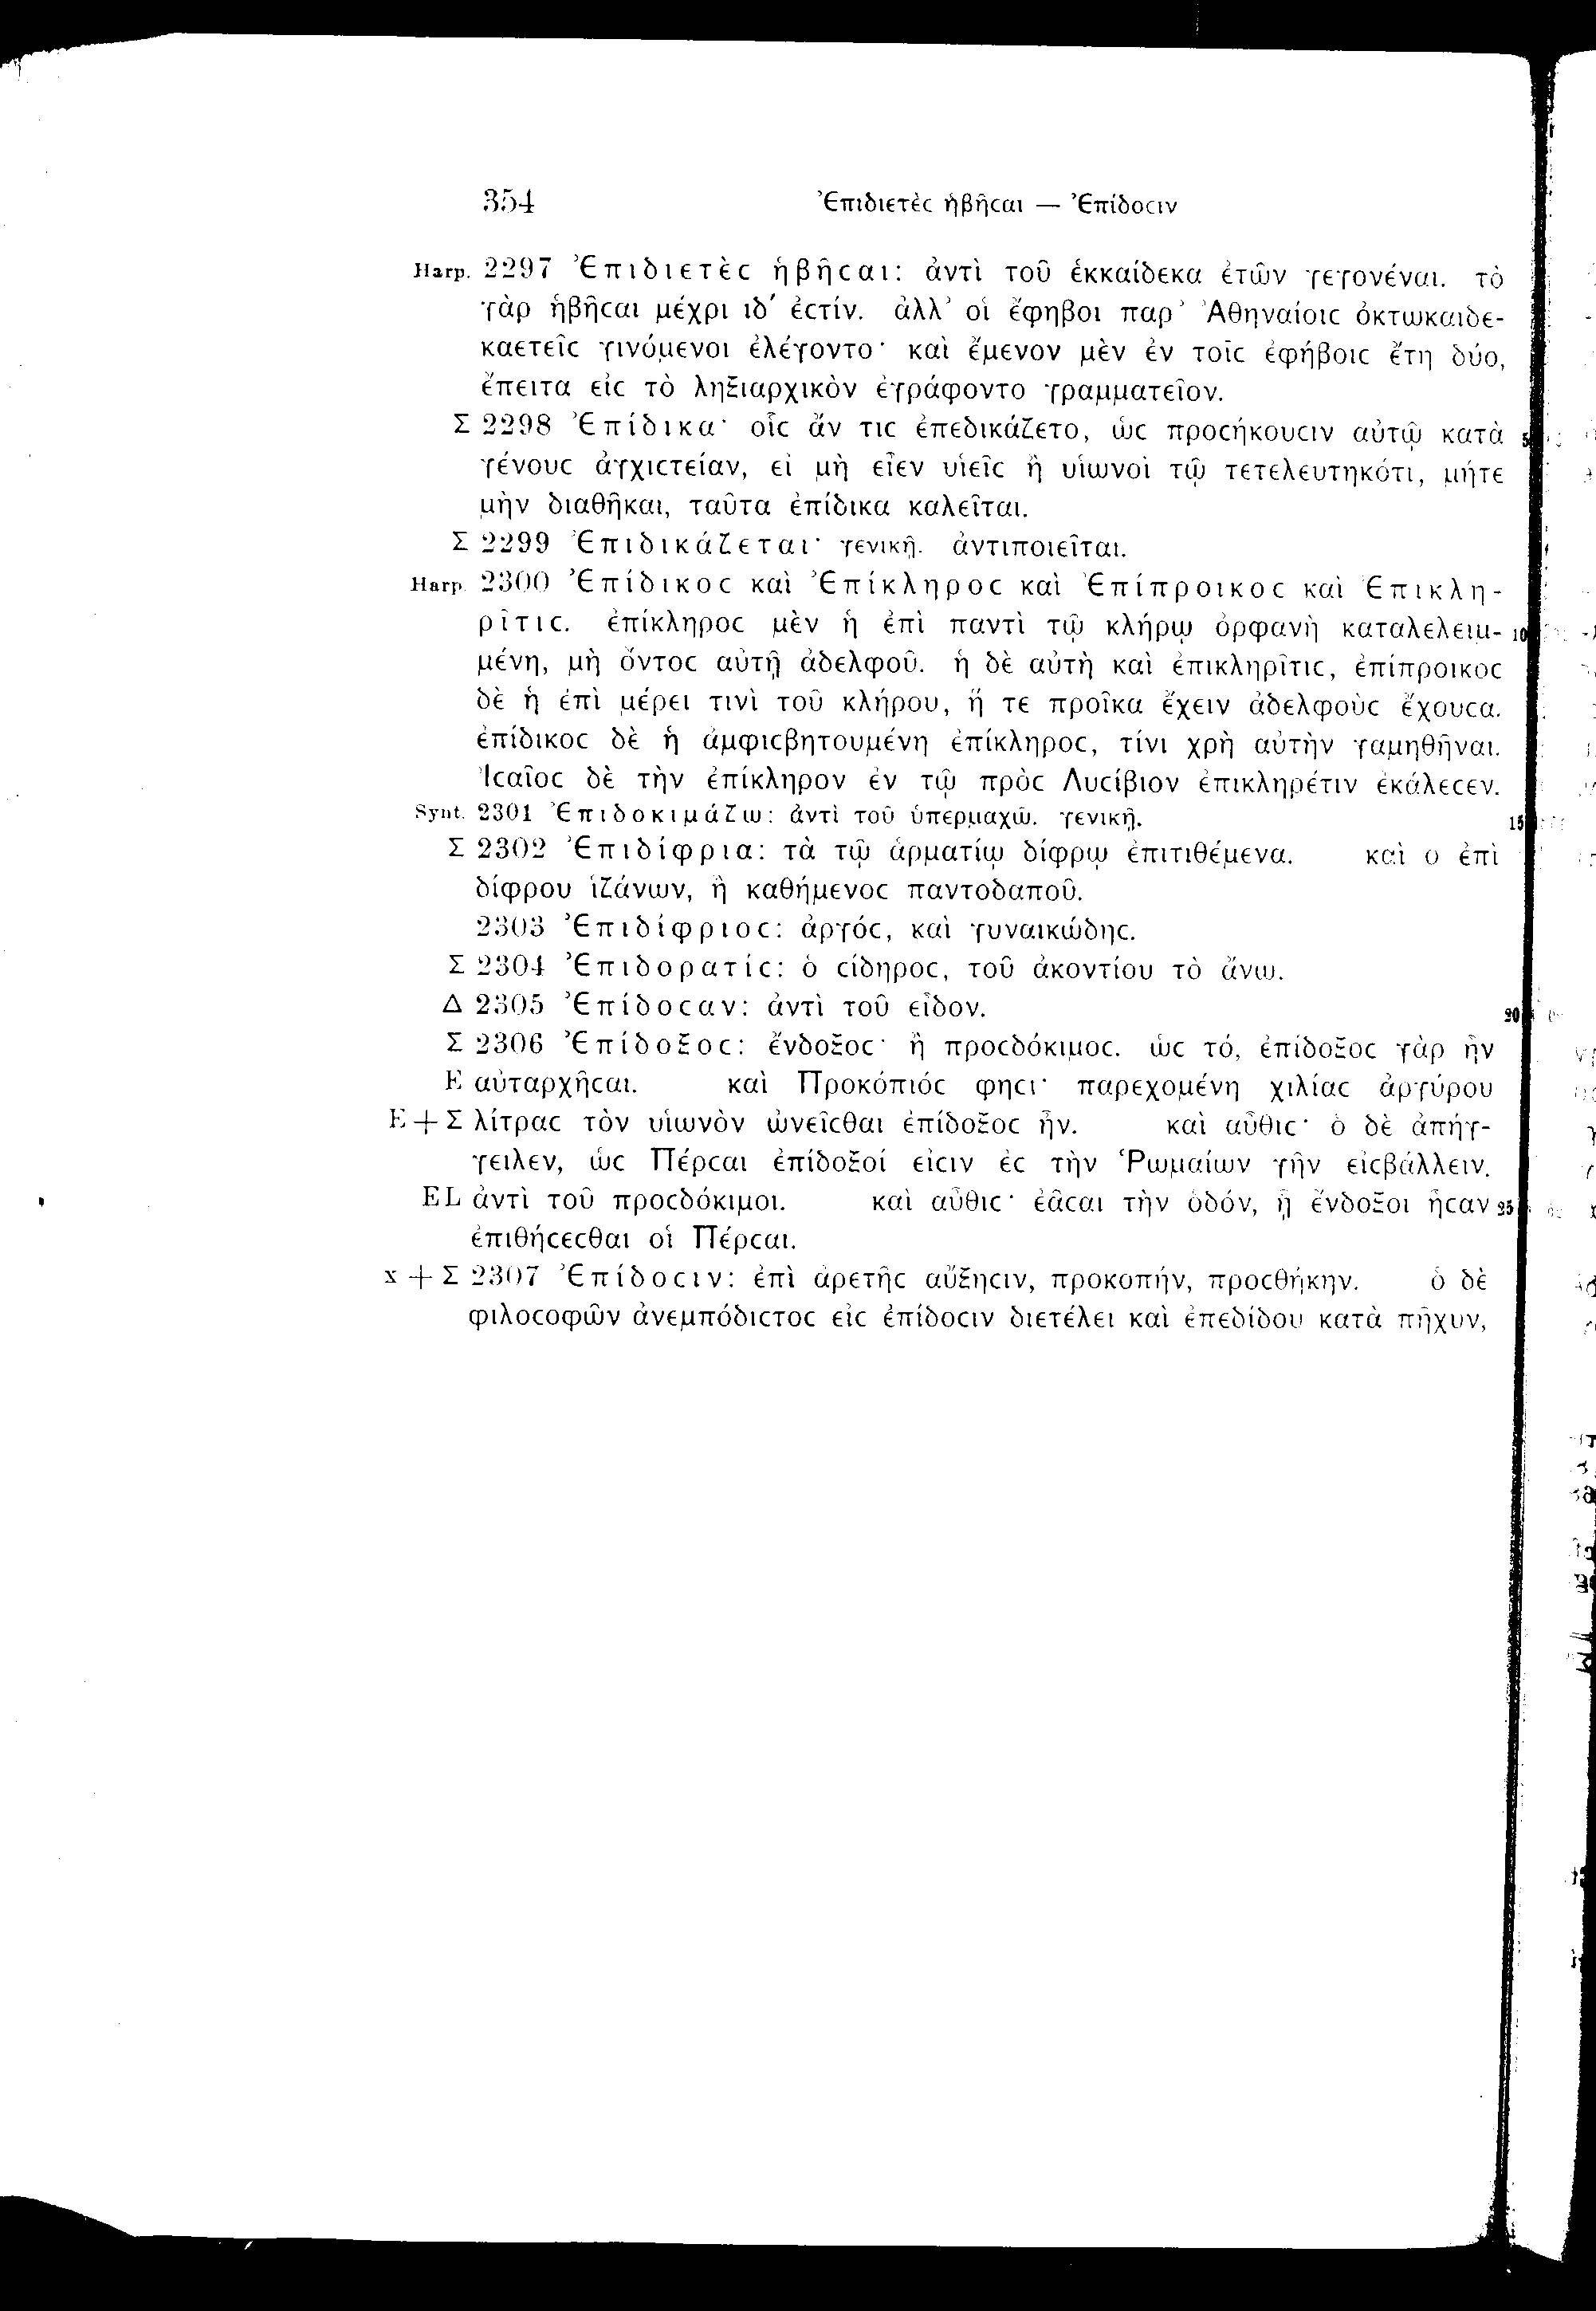 354 Ἐπιδιετὲϲ ἡβῆϲαι — Ἐπίδοϲιν
Harp. 2297 Ἐπιδιετὲϲ ἡβῆϲαι: ἀντὶ τοῦ ἑκκαίδεκα ἐτῶν γεγονέναι. τὸ
γὰρ ἡβῆϲαι μέχρι ιδʹ ἐϲτίν. ἀλλ’ οἱ ἔφηβοι παρ’ Ἀθηναίοιϲ ὀκτωκαιδε-
καετεῖϲ γινόμενοι ἐλέγοντο· καὶ ἔμενον μὲν ἐν τοῖϲ ἐφήβοιϲ ἔτη δύο,
ἔπειτα εἰϲ τὸ ληξιαρχικὸν ἐγράφοντο γραμματεῖον.
Σ 2298 Ἐπίδικα· οἷϲ ἄν τιϲ ἐπεδικάζετο, ὡϲ προϲήκουϲιν αὐτῷ κατὰ 5
γένουϲ ἀγχιϲτείαν, εἰ μὴ εἶεν υἱεῖϲ ἢ υἱωνοὶ τῷ τετελευτηκότι, μήτε
μὴν διαθῆκαι, ταῦτα ἐπίδικα καλεῖται.
Σ 2299 Ἐπιδικάζεται· γενικῇ. ἀντιποιεῖται.
Harp. 2300 Ἐπίδικοϲ καὶ Ἐπίκληροϲ καὶ Ἐπίπροικοϲ καὶ Ἐπικλη-
ρῖτιϲ. ἐπίκληροϲ μὲν ἡ ἐπὶ παντὶ τῷ κλήρῳ ὀρφανὴ καταλελειμ- 10
μένη, μὴ ὄντοϲ αὐτῇ ἀδελφοῦ. ἡ δὲ αὐτὴ καὶ ἐπικληρῖτιϲ, ἐπίπροικοϲ
δὲ ἡ ἐπὶ μέρει τινὶ τοῦ κλήρου, ἥ τε προῖκα ἔχειν ἀδελφοὺϲ ἔχουϲα.
ἐπίδικοϲ δὲ ἡ ἀμφιϲβητουμένη ἐπίκληροϲ, τίνι χρὴ αὐτὴν γαμηθῆναι.
Ἰϲαῖοϲ δὲ τὴν ἐπίκληρον ἐν τῷ πρὸϲ Λυϲίβιον ἐπικληρέτιν ἐκάλεϲεν.
Synt. 2301 Ἐπιδοκιμάζω: ἀντὶ τοῦ ὑπερμαχῶ. γενικῇ. 15
Σ 2302 Ἐπιδίφρια: τὰ τῷ ἁρματίῳ δίφρῳ ἐπιτιθέμενα. καὶ ὁ ἐπὶ
δίφρου ἱζάνων, ἢ καθήμενοϲ παντοδαποῦ.
2303 Ἐπιδίφριοϲ: ἀργόϲ, καὶ γυναικώδηϲ.
Σ 2304 Ἐπιδορατίϲ: ὁ ϲίδηροϲ, τοῦ ἀκοντίου τὸ ἄνω.
Δ 2305 Ἐπίδοϲαν: ἀντὶ τοῦ εἶδον. 20
Σ 2306 Ἐπίδοξοϲ: ἔνδοξοϲ· ἢ προϲδόκιμοϲ. ὡϲ τό, ἐπίδοξοϲ γὰρ ἦν
E αὐταρχῆϲαι. καὶ Προκόπιόϲ φηϲι· παρεχομένη χιλίαϲ ἀργύρου
E + Σ λίτραϲ τὸν υἱωνὸν ὠνεῖϲθαι ἐπίδοξοϲ ἦν. καὶ αὖθιϲ· ὁ δὲ ἀπήγ-
γειλεν, ὡϲ Πέρϲαι ἐπίδοξοί εἰϲιν ἐϲ τὴν Ῥωμαίων γῆν εἰϲβάλλειν.
EL ἀντὶ τοῦ προϲδόκιμοι. καὶ αὖθιϲ· ἐᾶϲαι τὴν ὁδόν, ᾗ ἔνδοξοι ἦϲαν 25
ἐπιθήϲεϲθαι οἱ Πέρϲαι.
x + Σ 2307 Ἐπίδοϲιν: ἐπὶ ἀρετῆϲ αὔξηϲιν, προκοπήν, προϲθήκην. ὁ δὲ
φιλοϲοφῶν ἀνεμπόδιϲτοϲ εἰϲ ἐπίδοϲιν διετέλει καὶ ἐπεδίδου κατὰ πῆχυν,